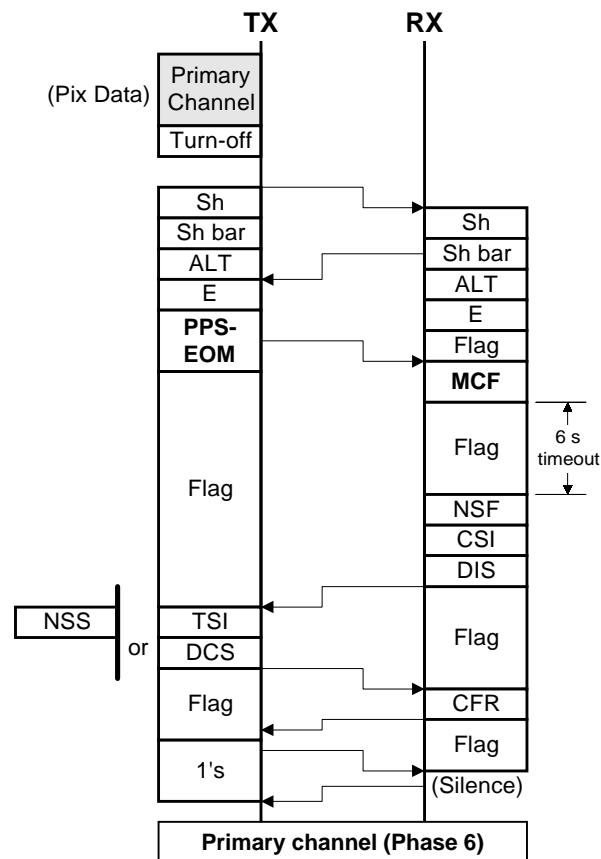 TX
RX
(Pix Data)
Primary
Channel
Turn-off
Sh
Sh bar
ALT
E
PPS-
EOM
Flag
NSS
or
TSI
DCS
Flag
1's
Sh
Sh bar
ALT
E
Flag
MCF
Flag
6 s
timeout
NSF
CSI
DIS
Flag
CFR
Flag
(Silence)
Primary channel (Phase 6)